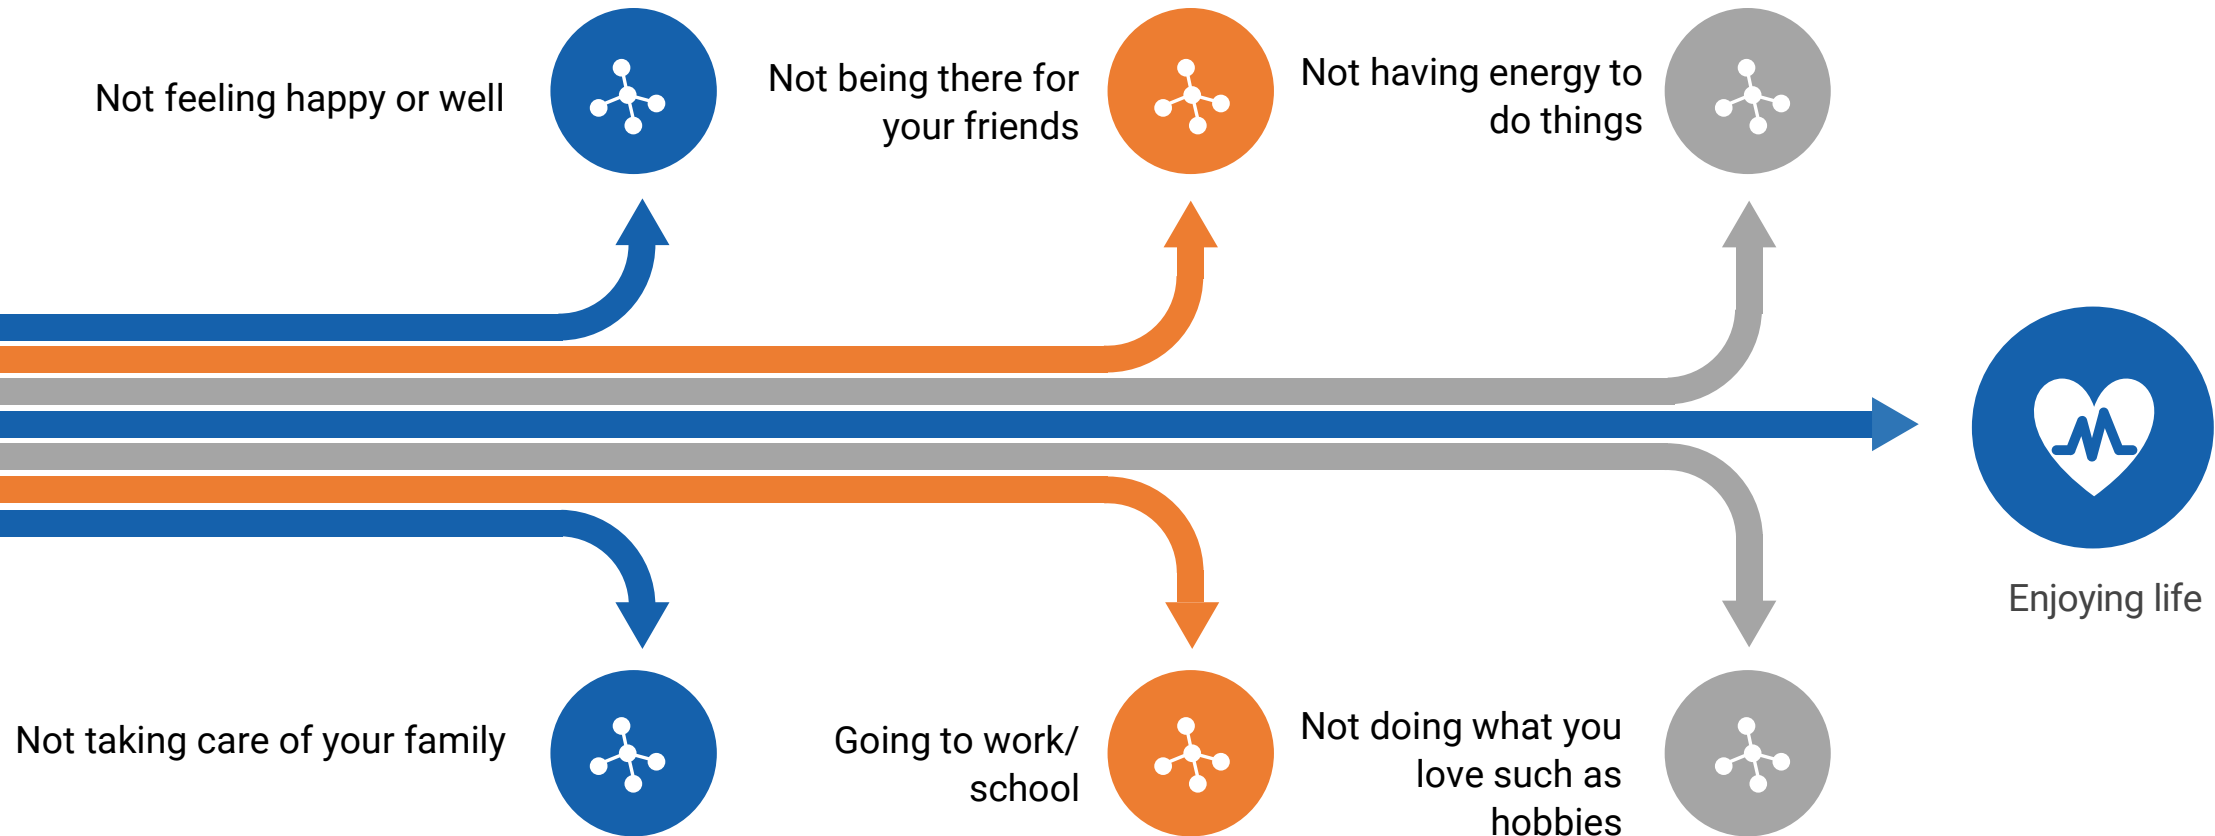 Not feeling happy or well
Not being there for
your friends
Not having energy to
do things
Enjoying life
Not taking care of your family
Going to work/
school
Not doing what you
love such as
hobbies